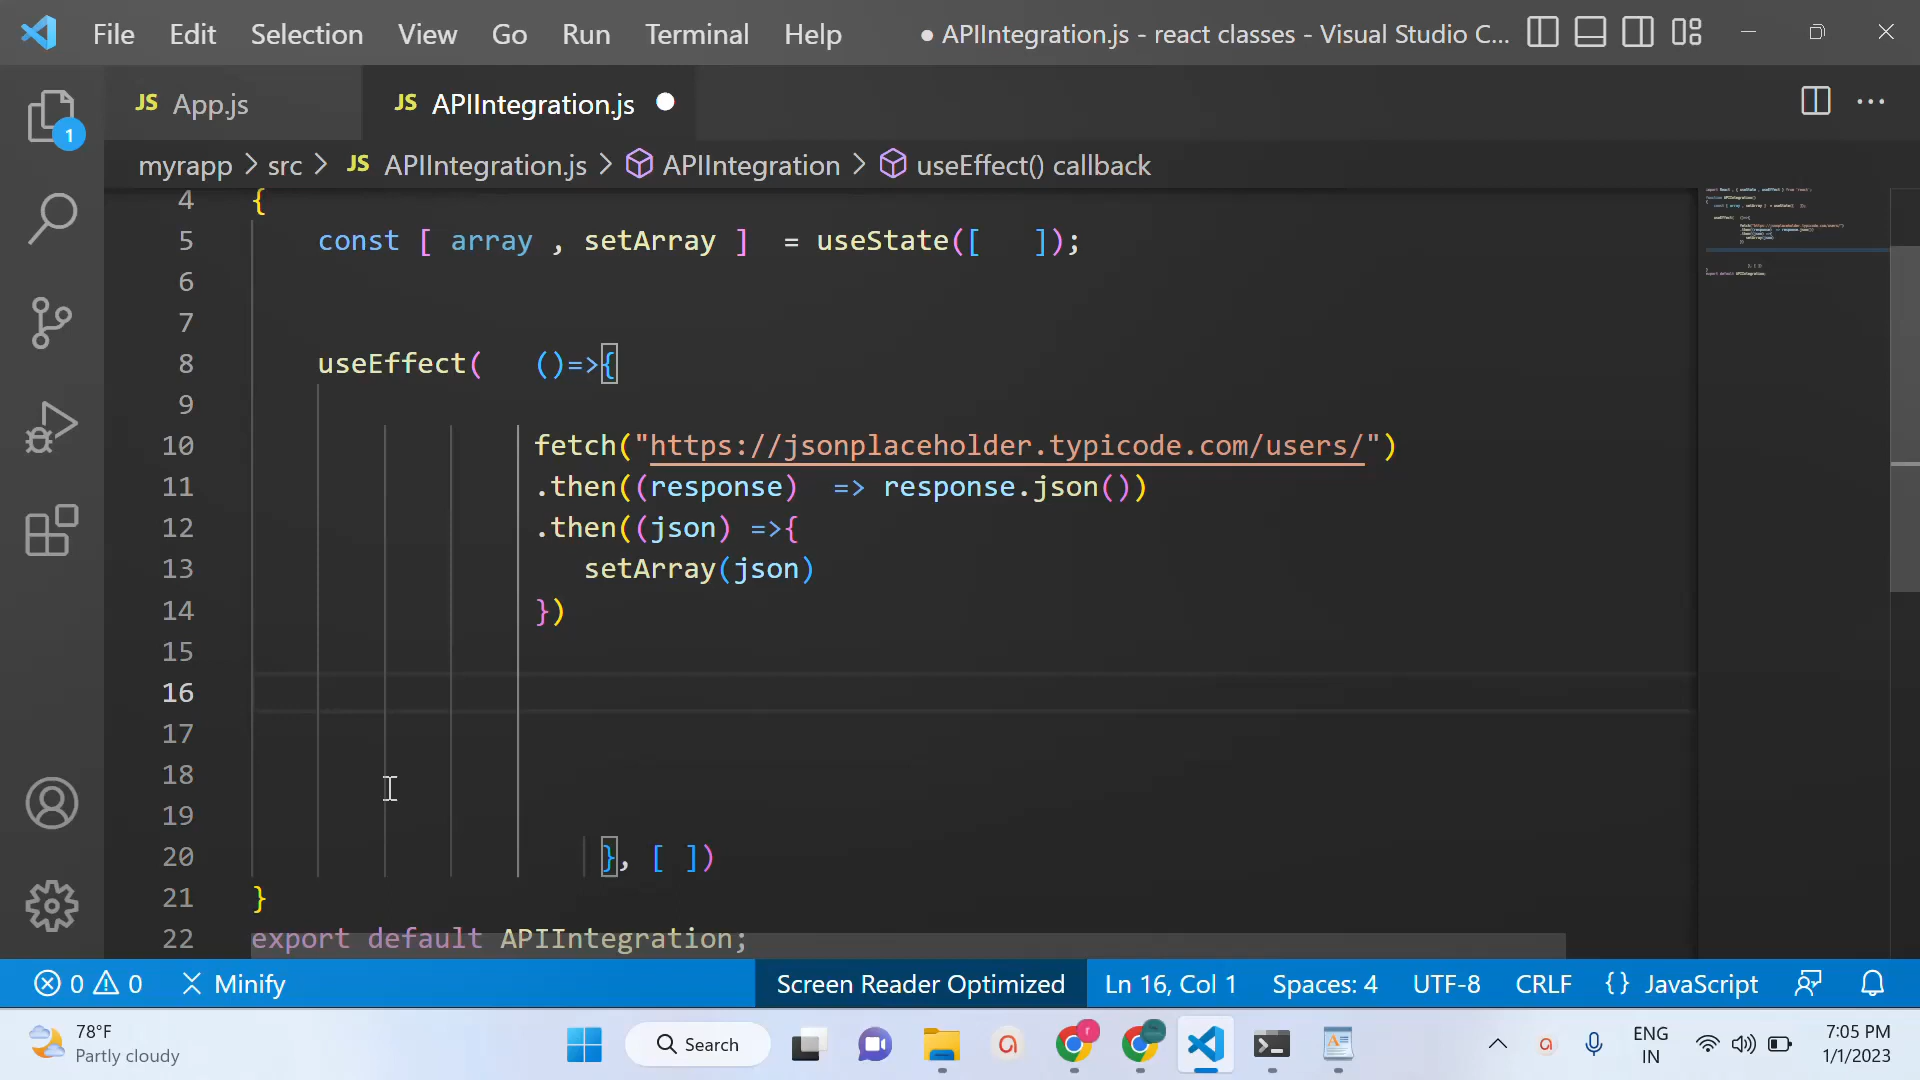 File Edit Selection View Go Run Terminal Help ● APIIntegration.js - react classes - Visual Studio C...
JS App.js JS APIIntegration.js ●
1
myrapp > src > JS APIIntegration.js > APIIntegration > useEffect() callback
4 {
5 const [ array , setArray ] = useState([ ]);
6
7
8 useEffect( ()=>{
9
10 fetch("https://jsonplaceholder.typicode.com/users/")
11 .then((response) => response.json())
12 .then((json) =>{
13 setArray(json)
14 })
15
16
17
18
19
20 }, [ ])
21 }
22 export default APIIntegration;
0 0 Minify Screen Reader Optimized Ln 16, Col 1 Spaces: 4 UTF-8 CRLF {} JavaScript
78°F
Partly cloudy
Search
ENG
IN
7:05 PM
1/1/2023